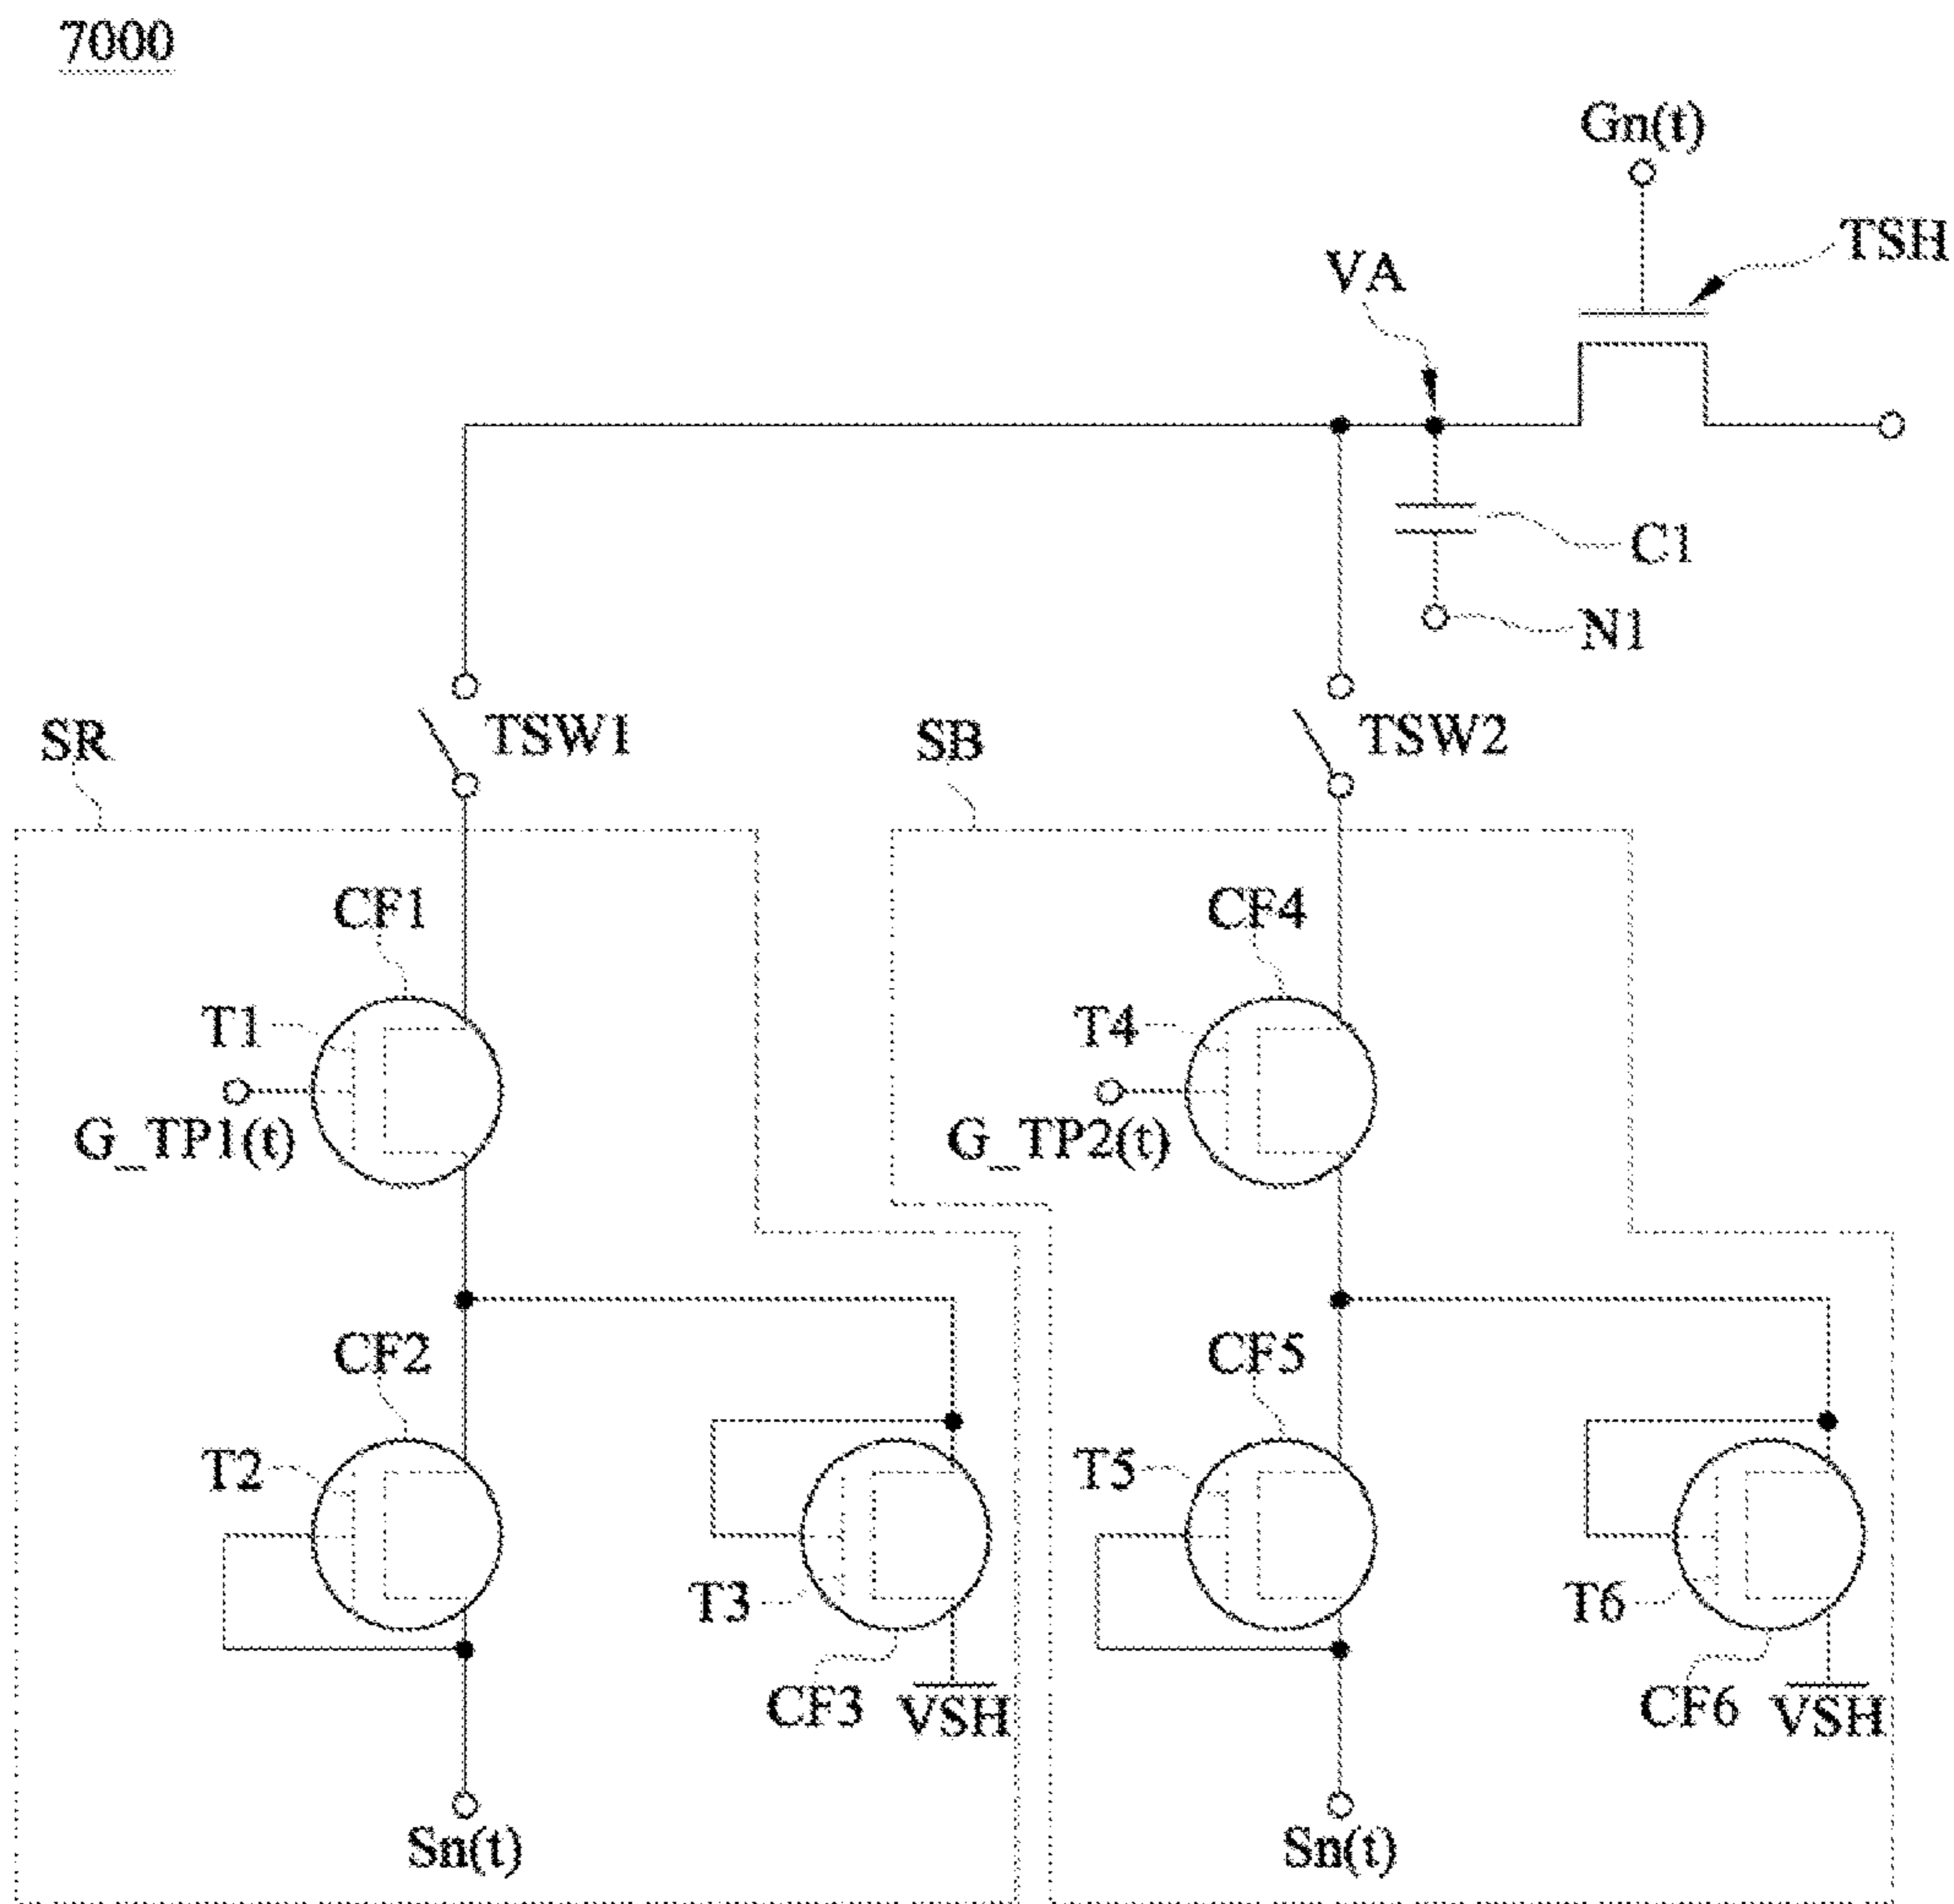 7000
Gn(t)
TSH
VA
C1
N1
SR
TSW1
SB
TSW2
CF1
CF4
T1
T4
G_TP1(t)
G_TP2(t)
CF2
CF5
T2
T5
T3
T6
CF3
VSH
CF6
VSH
Sn(t)
Sn(t)